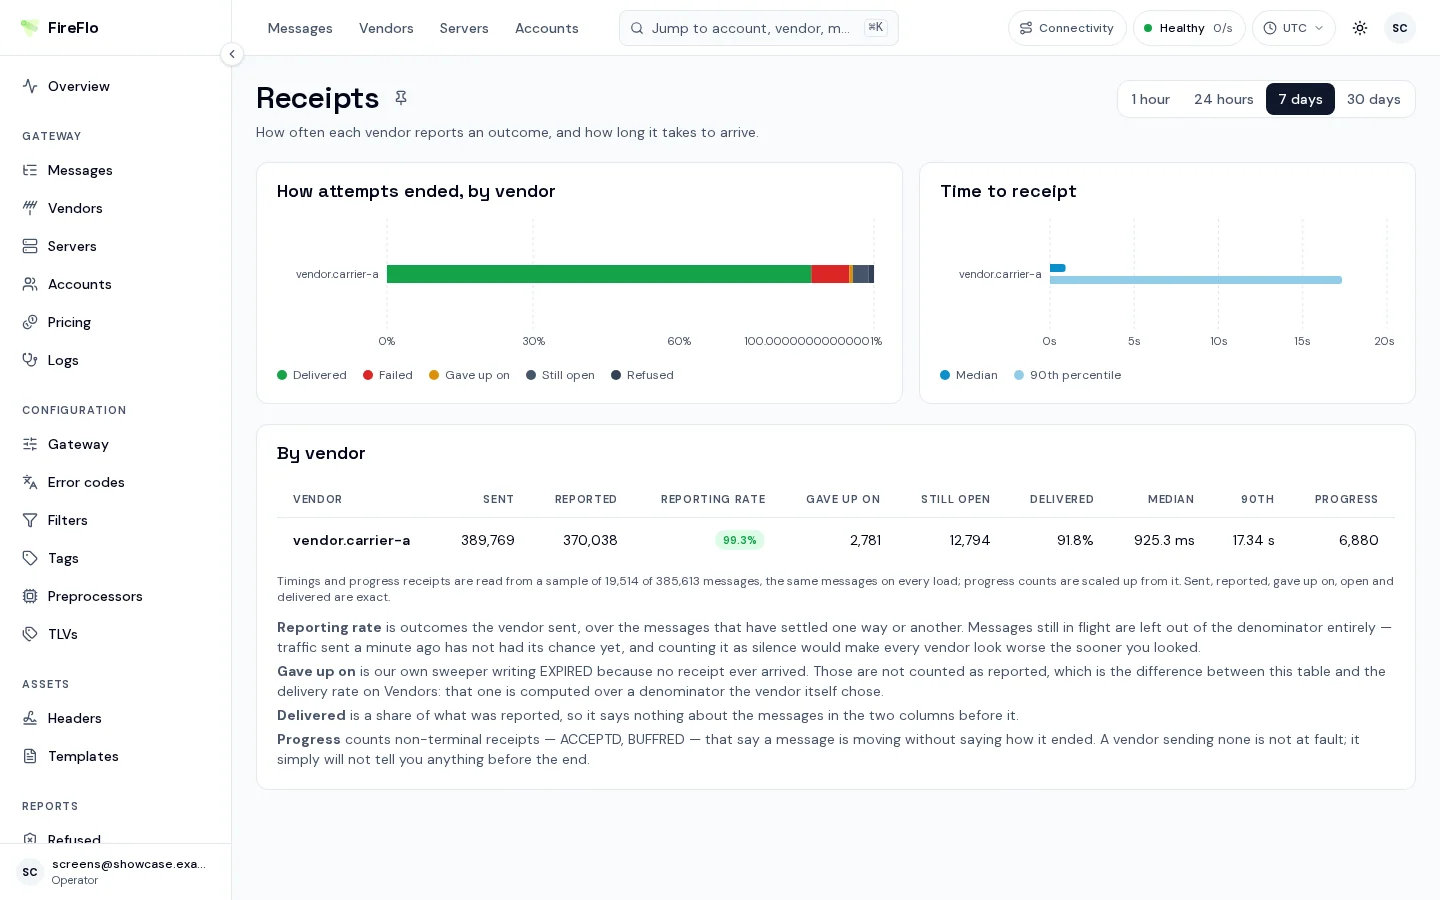 FireFlo
Messages Vendors Servers Accounts
Jump to account, vendor, m... ⌘K
Connectivity
Healthy 0/s
UTC
SC
Overview
GATEWAY
Messages
Vendors
Servers
Accounts
Pricing
Logs
CONFIGURATION
Gateway
Error codes
Filters
Tags
Preprocessors
TLVs
ASSETS
Headers
Templates
REPORTS
Refused
SC
screens@showcase.exa...
Operator
Receipts
1 hour 24 hours 7 days 30 days
How often each vendor reports an outcome, and how long it takes to arrive.
How attempts ended, by vendor
vendor.carrier-a
0% 30% 60% 100.00000000000001%
Delivered Failed Gave up on Still open Refused
Time to receipt
vendor.carrier-a
0s 5s 10s 15s 20s
Median 90th percentile
By vendor
VENDOR SENT REPORTED REPORTING RATE GAVE UP ON STILL OPEN DELIVERED MEDIAN 90TH PROGRESS
vendor.carrier-a 389,769 370,038 99.3% 2,781 12,794 91.8% 925.3 ms 17.34 s 6,880
Timings and progress receipts are read from a sample of 19,514 of 385,613 messages, the same messages on every load; progress counts are scaled up from it. Sent, reported, gave up on, open and
delivered are exact.
Reporting rate is outcomes the vendor sent, over the messages that have settled one way or another. Messages still in flight are left out of the denominator entirely —
traffic sent a minute ago has not had its chance yet, and counting it as silence would make every vendor look worse the sooner you looked.
Gave up on is our own sweeper writing EXPIRED because no receipt ever arrived. Those are not counted as reported, which is the difference between this table and the
delivery rate on Vendors: that one is computed over a denominator the vendor itself chose.
Delivered is a share of what was reported, so it says nothing about the messages in the two columns before it.
Progress counts non-terminal receipts — ACCEPTD, BUFFRED — that say a message is moving without saying how it ended. A vendor sending none is not at fault; it
simply will not tell you anything before the end.